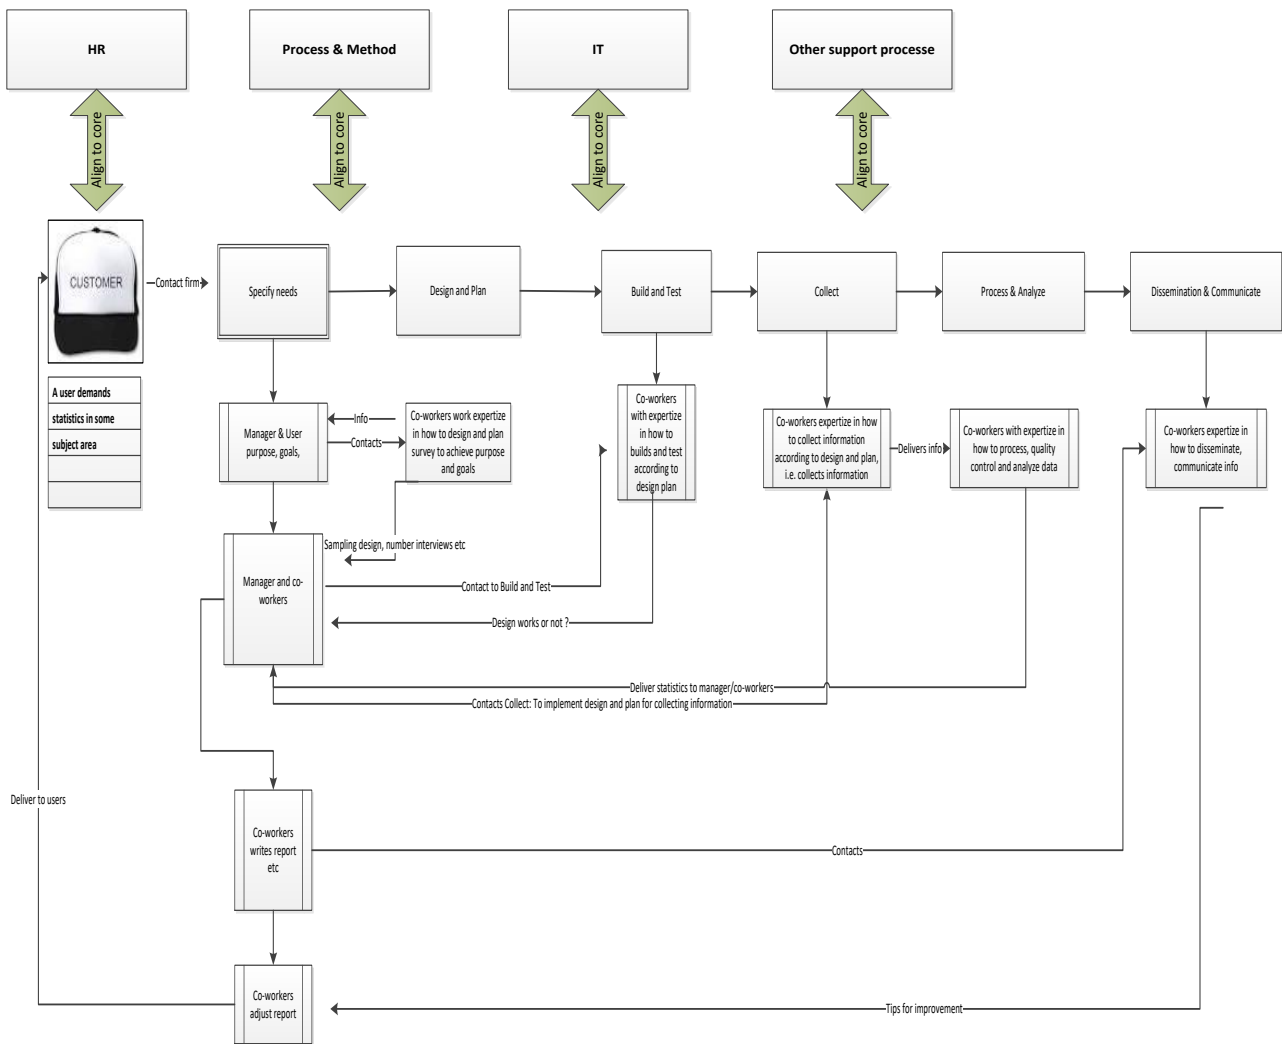 HR
Process & Method
IT
Other support processe
Align to core
Align to core
Align to core
Align to core
CUSTOMER
Contact firm
Specify needs
Design and Plan
Build and Test
Collect
Process & Analyze
Dissemination & Communicate
A user demands
statistics in some
subject area
Manager & User
purpose, goals,
Info
Contacts
Co-workers work expertize
in how to design and plan
survey to achieve purpose
and goals
Co-workers
with expertize
in how to
builds and test
according to
design plan
Co-workers expertize in how
to collect information
according to design and plan,
i.e. collects information
Delivers info
Co-workers with expertize in
how to process, quality
control and analyze data
Co-workers expertize in
how to disseminate,
communicate info
Sampling design, number interviews etc
Manager and co-
workers
Contact to Build and Test
Design works or not ?
Deliver statistics to manager/co-workers
Contacts Collect: To implement design and plan for collecting information
Deliver to users
Co-workers
writes report
etc
Contacts
Co-workers
adjust report
Tips for improvement